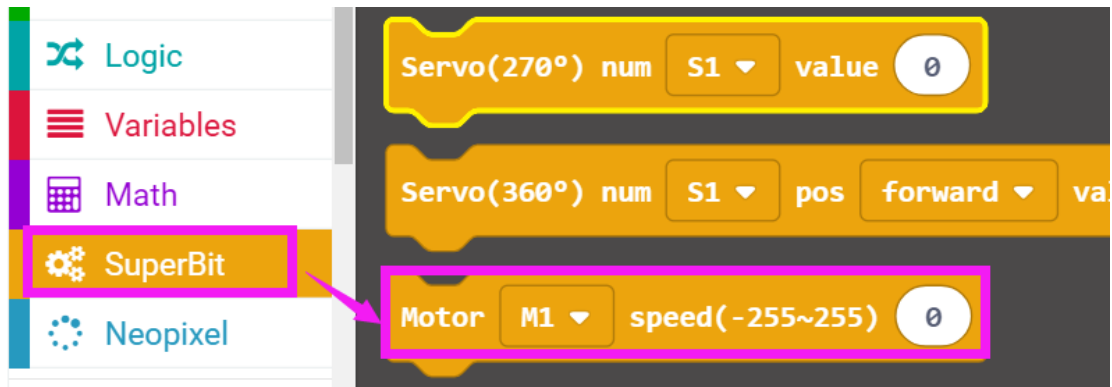 Logic
Variables
Math
SuperBit
Neopixel
Servo(270°) num S1 value 0
Servo(360°) num S1 pos forward
Motor M1 speed(-255~255) 0